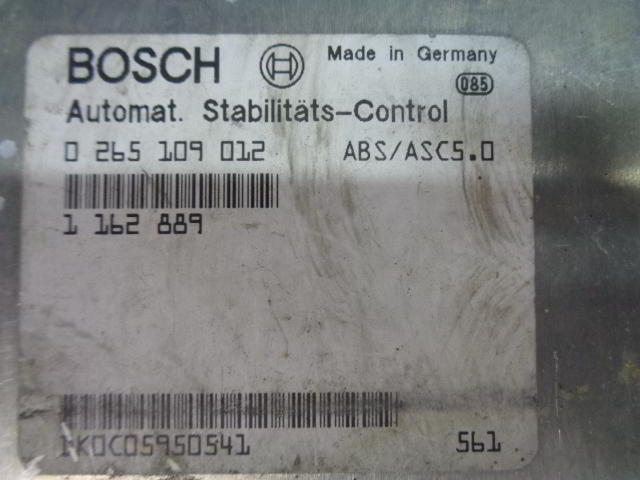 BOSCH Made in Germany
085
Automat. Stabilitäts-Control
0 265 109 012 ABS/ASC5.0
1 162 889
1K0C05950541 561